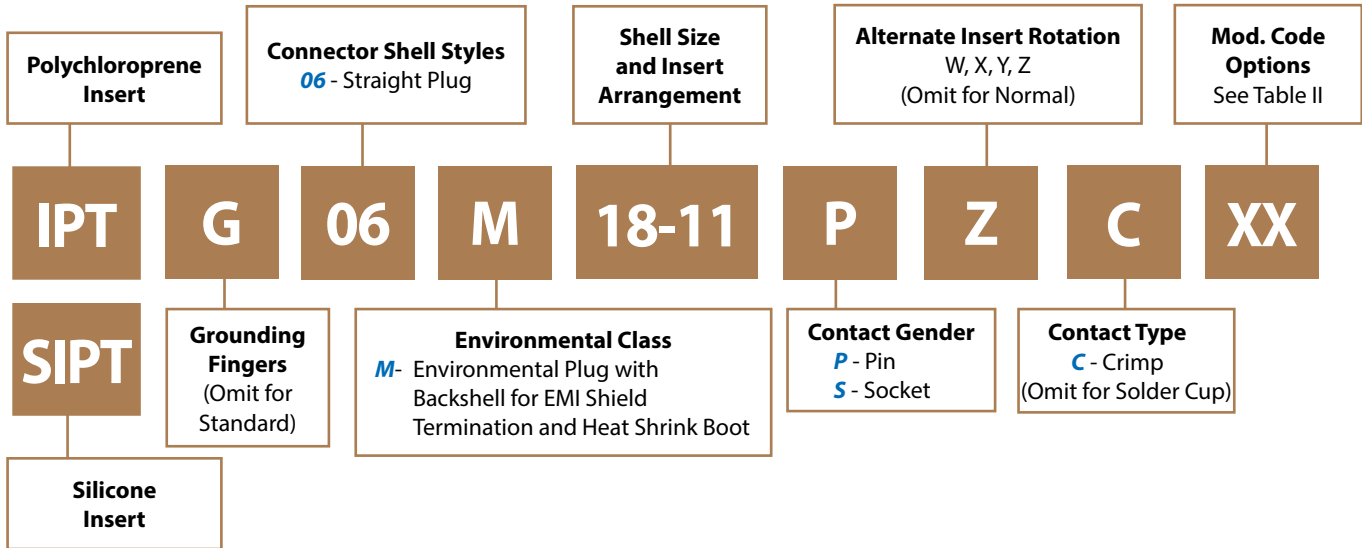 Polychloroprene
Insert
Connector Shell Styles
06 - Straight Plug
Shell Size
and Insert
Arrangement
Alternate Insert Rotation
W, X, Y, Z
(Omit for Normal)
Mod. Code
Options
See Table II
IPT
G
06
M
18-11
P
Z
C
XX
SIPT
Grounding
Fingers
(Omit for
Standard)
Environmental Class
M- Environmental Plug with
Backshell for EMI Shield
Termination and Heat Shrink Boot
Contact Gender
P - Pin
S - Socket
Contact Type
C - Crimp
(Omit for Solder Cup)
Silicone
Insert